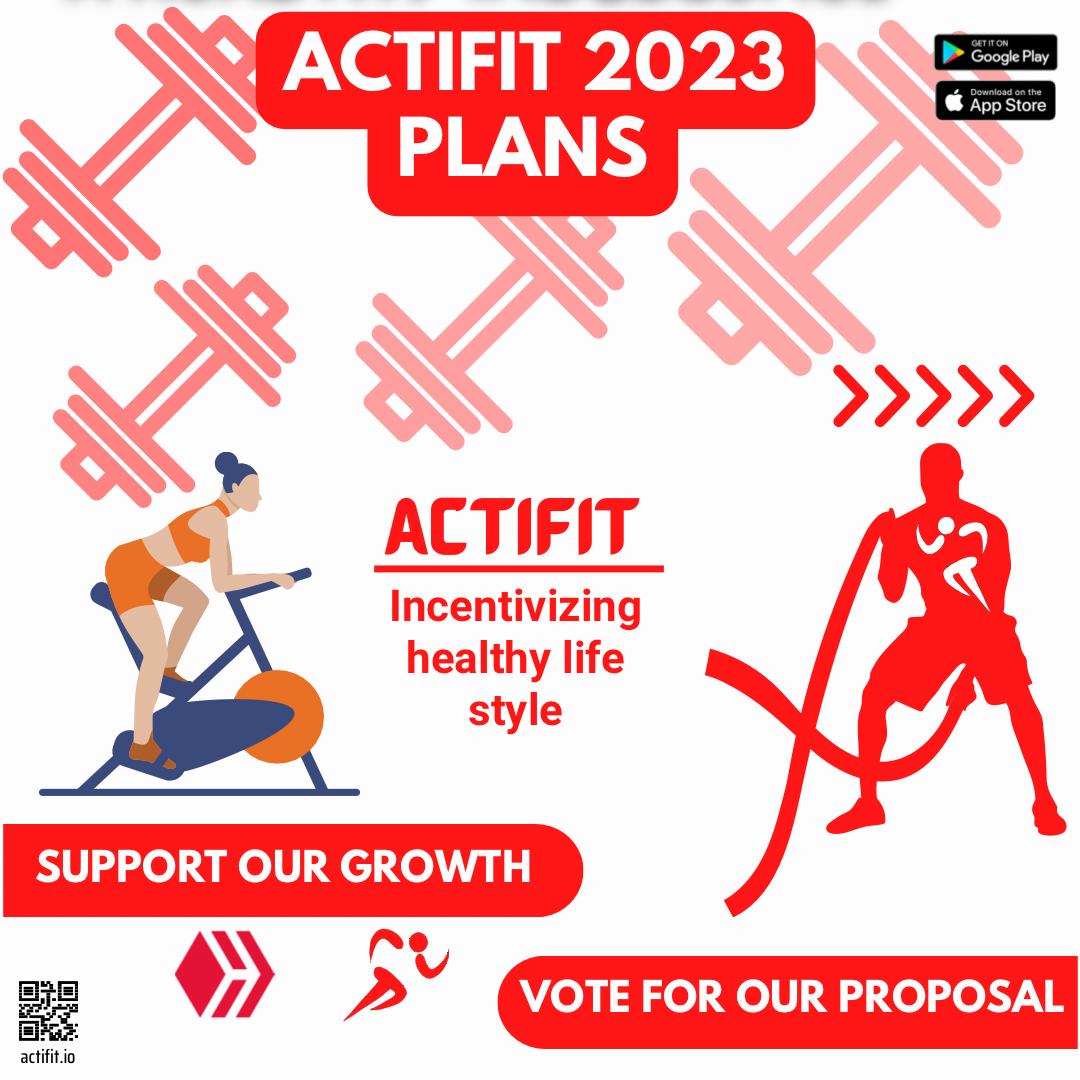 ACTIFIT 2023
PLANS
GET IT ON
Google Play
Download on the
App Store
ACTIFIT
Incentivizing
healthy life
style
SUPPORT OUR GROWTH
VOTE FOR OUR PROPOSAL
actifit.io